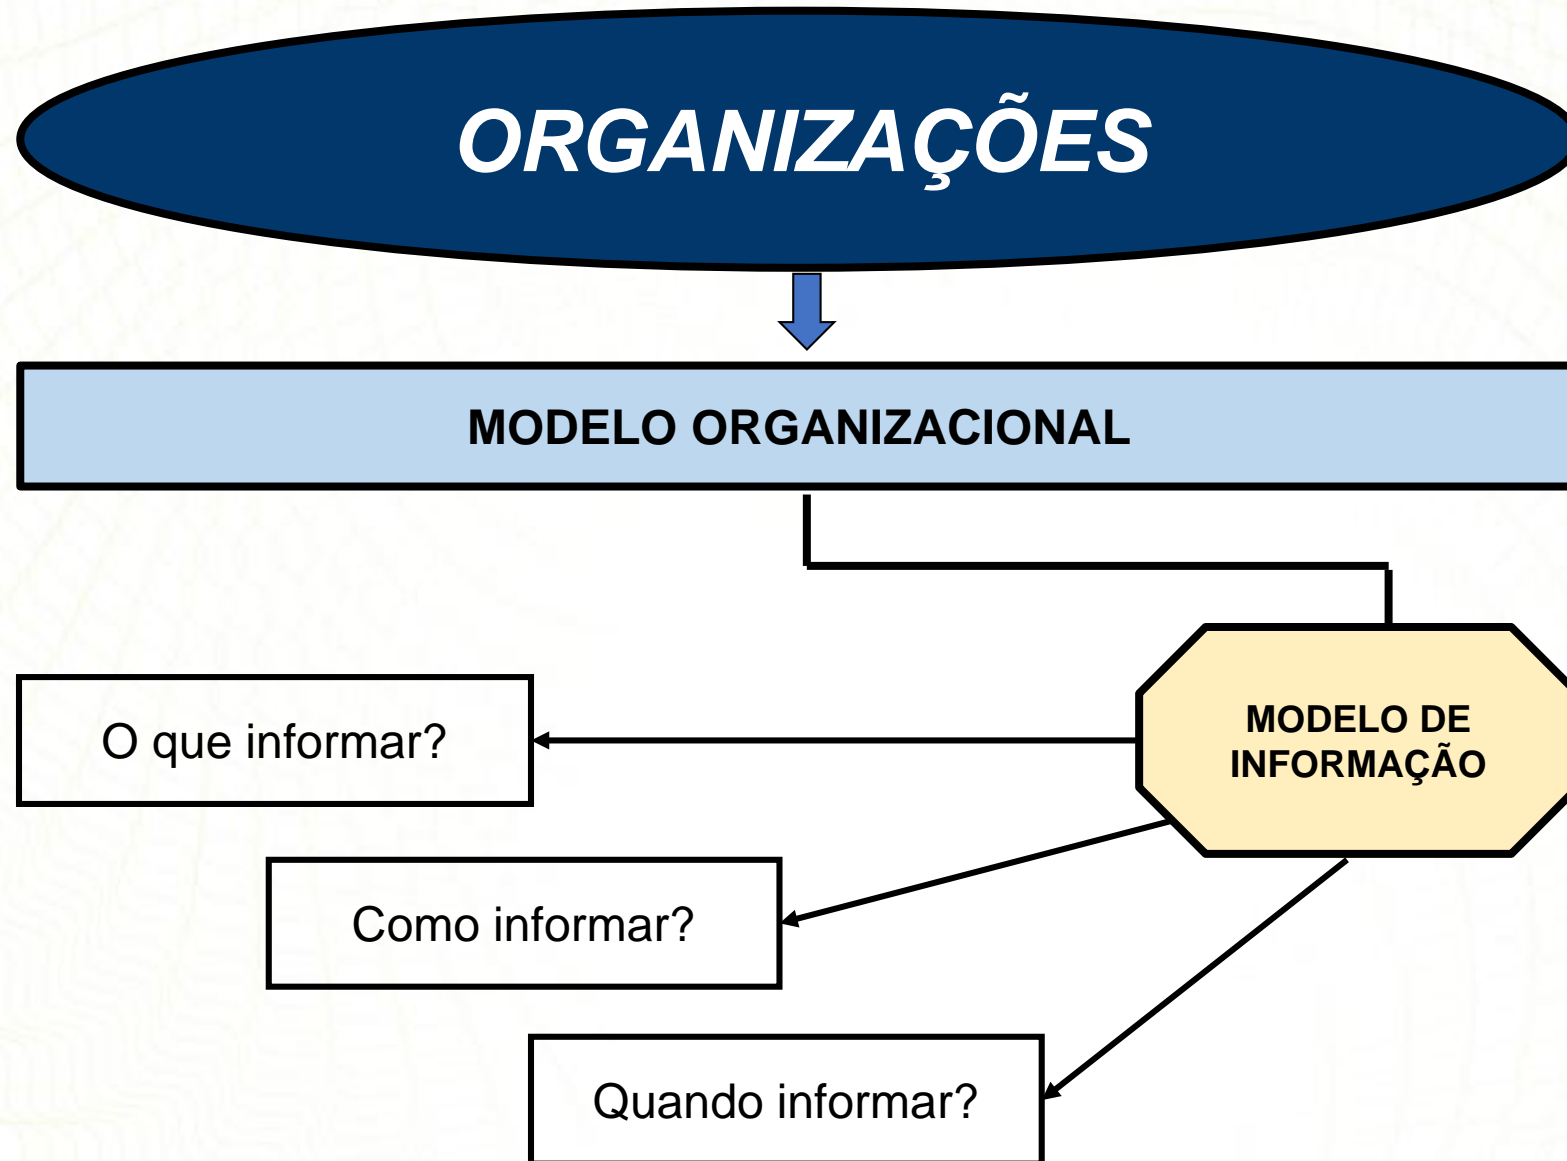 ORGANIZAÇÕES
MODELO ORGANIZACIONAL
MODELO DE
INFORMAÇÃO
O que informar?
Como informar?
Quando informar?